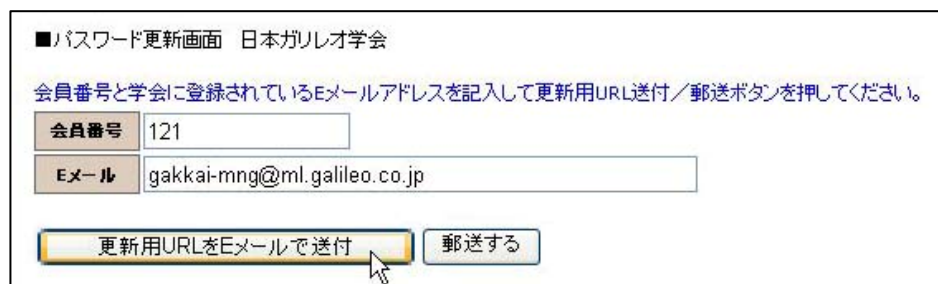 ■パスワード更新画面　日本ガリレオ学会
会員番号と学会に登録されているEメールアドレスを記入して更新用URL送付／郵送ボタンを押してください。
会員番号 121
Eメール gakkai-mng@ml.galileo.co.jp
更新用URLをEメールで送付 郵送する